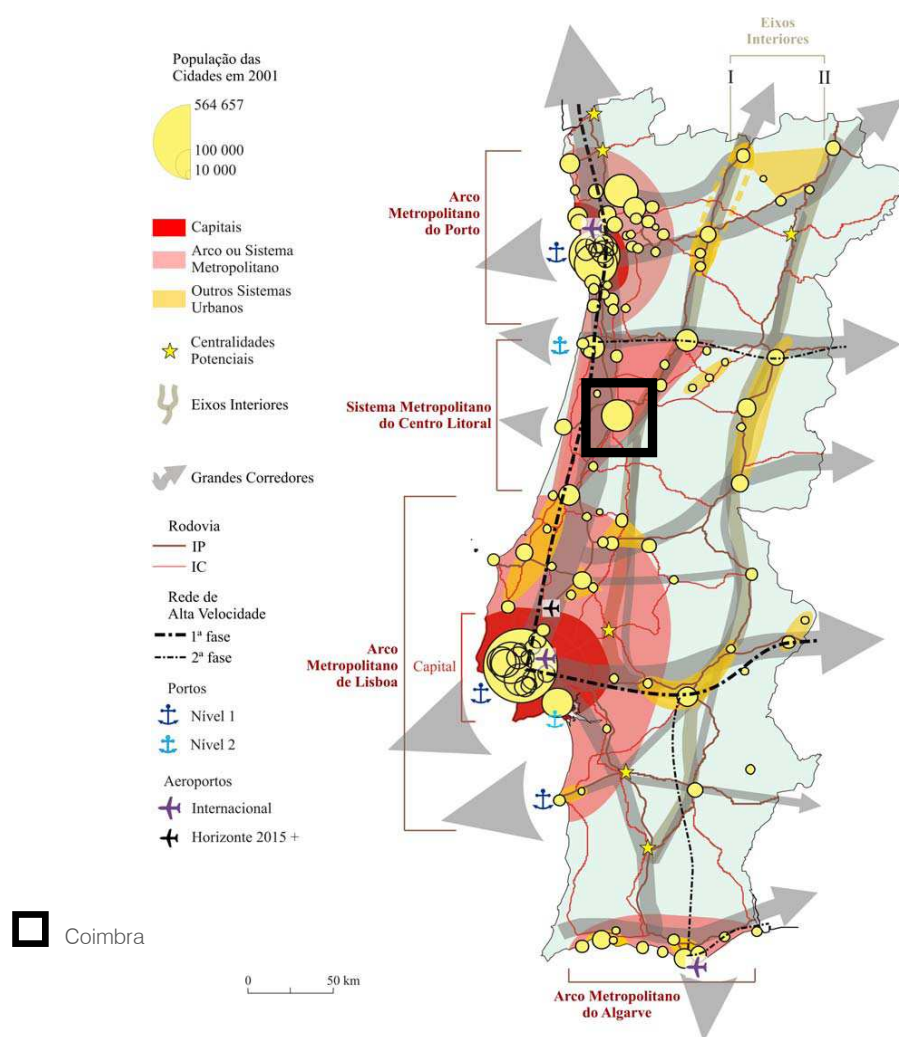 População das
Cidades em 2001
564 657
100 000
10 000
Capitais
Arco ou Sistema
Metropolitano
Outros Sistemas
Urbanos
Centralidades
Potenciais
Eixos Interiores
Grandes Corredores
Rodovia
IP
IC
Rede de
Alta Velocidade
1ª fase
2ª fase
Portos
Nível 1
Nível 2
Aeroportos
Internacional
Horizonte 2015 +
Coimbra
0
50 km
Eixos
Interiores
I
II
Arco
Metropolitano
do Porto
Sistema Metropolitano
do Centro Litoral
Arco
Metropolitano
de Lisboa
Capital
Arco Metropolitano
do Algarve